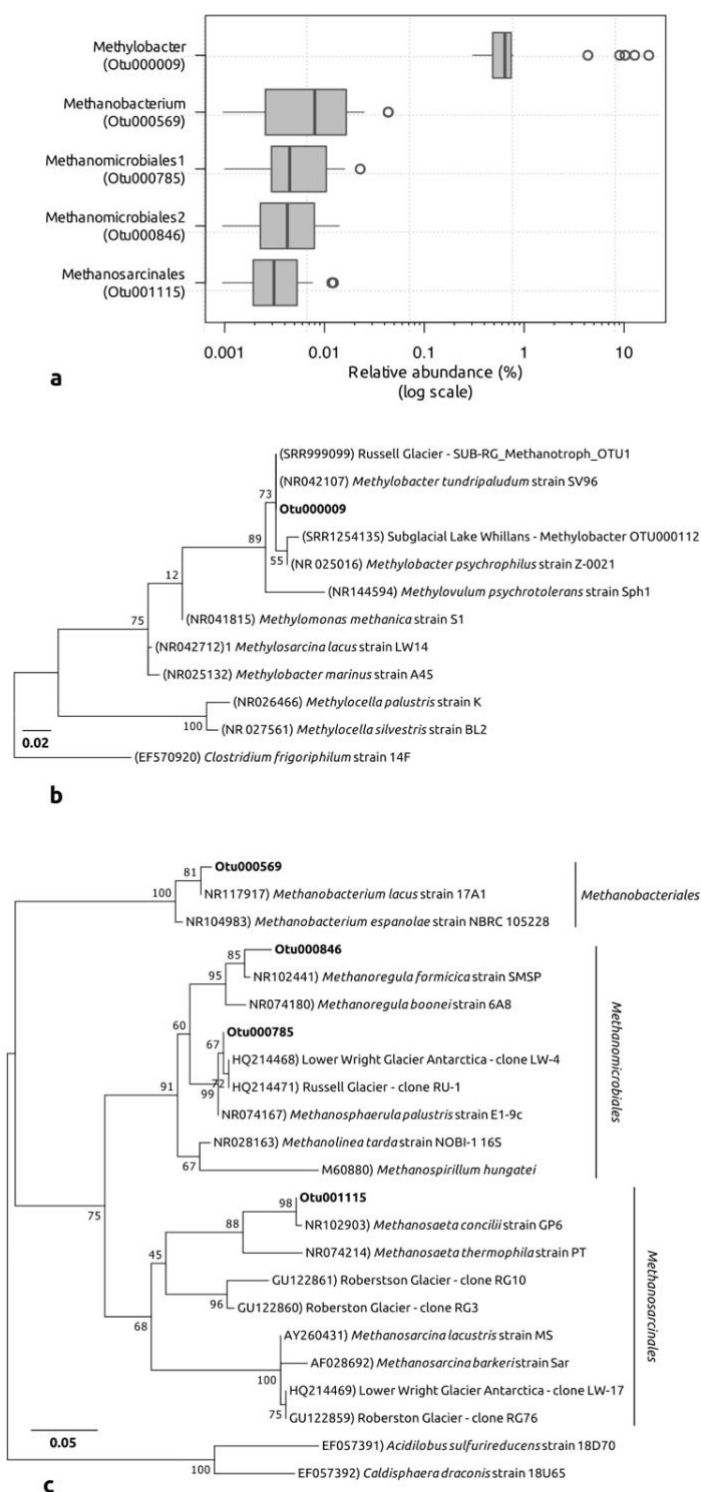 Methylobacter
(Otu000009)
Methanobacterium
(Otu000569)
Methanomicrobiales1
(Otu000785)
Methanomicrobiales2
(Otu000846)
Methanosarcinales
(Otu001115)
0.001 0.01 0.1 1 10
Relative abundance (%)
(log scale)
a
(SRR999099) Russell Glacier - SUB-RG_Methanotroph_OTU1
(NR042107) Methylobacter tundripaludum strain SV96
73
Otu000009
89
(SRR1254135) Subglacial Lake Whillans - Methylobacter OTU000112
55
(NR 025016) Methylobacter psychrophilus strain Z-0021
12
(NR144594) Methylovulum psychrotolerans strain Sph1
75
(NR041815) Methylomonas methanica strain S1
(NR042712)1 Methylosarcina lacus strain LW14
(NR025132) Methylobacter marinus strain A45
(NR026466) Methylocella palustris strain K
100
(NR 027561) Methylocella silvestris strain BL2
0.02
(EF570920) Clostridium frigoriphilum strain 14F
b
81
Otu000569
100
NR117917) Methanobacterium lacus strain 17A1
Methanobacteriales
NR104983) Methanobacterium espanolae strain NBRC 105228
85
Otu000846
95
NR102441) Methanoregula formicica strain SMSP
NR074180) Methanoregula boonei strain 6A8
60
Otu000785
67
HQ214468) Lower Wright Glacier Antarctica - clone LW-4
91
72
HQ214471) Russell Glacier - clone RU-1
99
NR074167) Methanosphaerula palustris strain E1-9c
NR028163) Methanolinea tarda strain NOBI-1 16S
67
M60880) Methanospirillum hungatei
Methanomicrobiales
75
98
Otu001115
88
NR102903) Methanosaeta concilii strain GP6
45
NR074214) Methanosaeta thermophila strain PT
GU122861) Roberstson Glacier - clone RG10
96
GU122860) Roberston Glacier - clone RG3
68
AY260431) Methanosarcina lacustris strain MS
AF028692) Methanosarcina barkeri strain Sar
100
HQ214469) Lower Wright Glacier Antarctica - clone LW-17
75
GU122859) Roberston Glacier - clone RG76
Methanosarcinales
0.05
EF057391) Acidilobus sulfurireducens strain 18D70
100
EF057392) Caldisphaera draconis strain 18U65
c